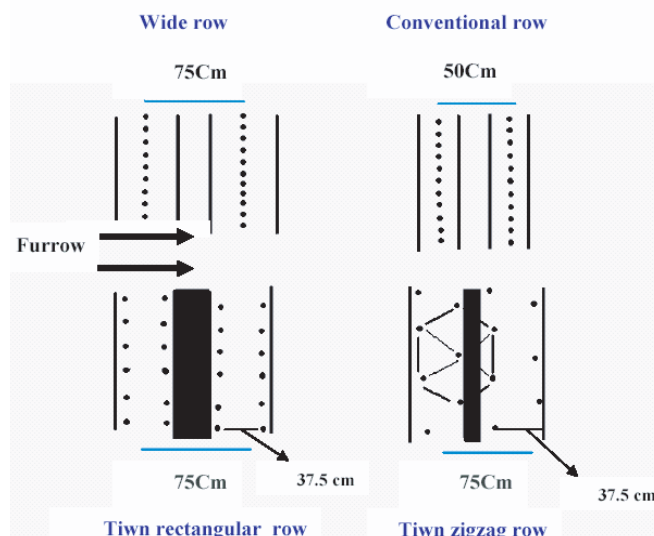 Wide row
Conventional row
75Cm
50Cm
Furrow
75Cm
37.5 cm
75Cm
37.5 cm
Tiwn rectangular row
Tiwn zigzag row